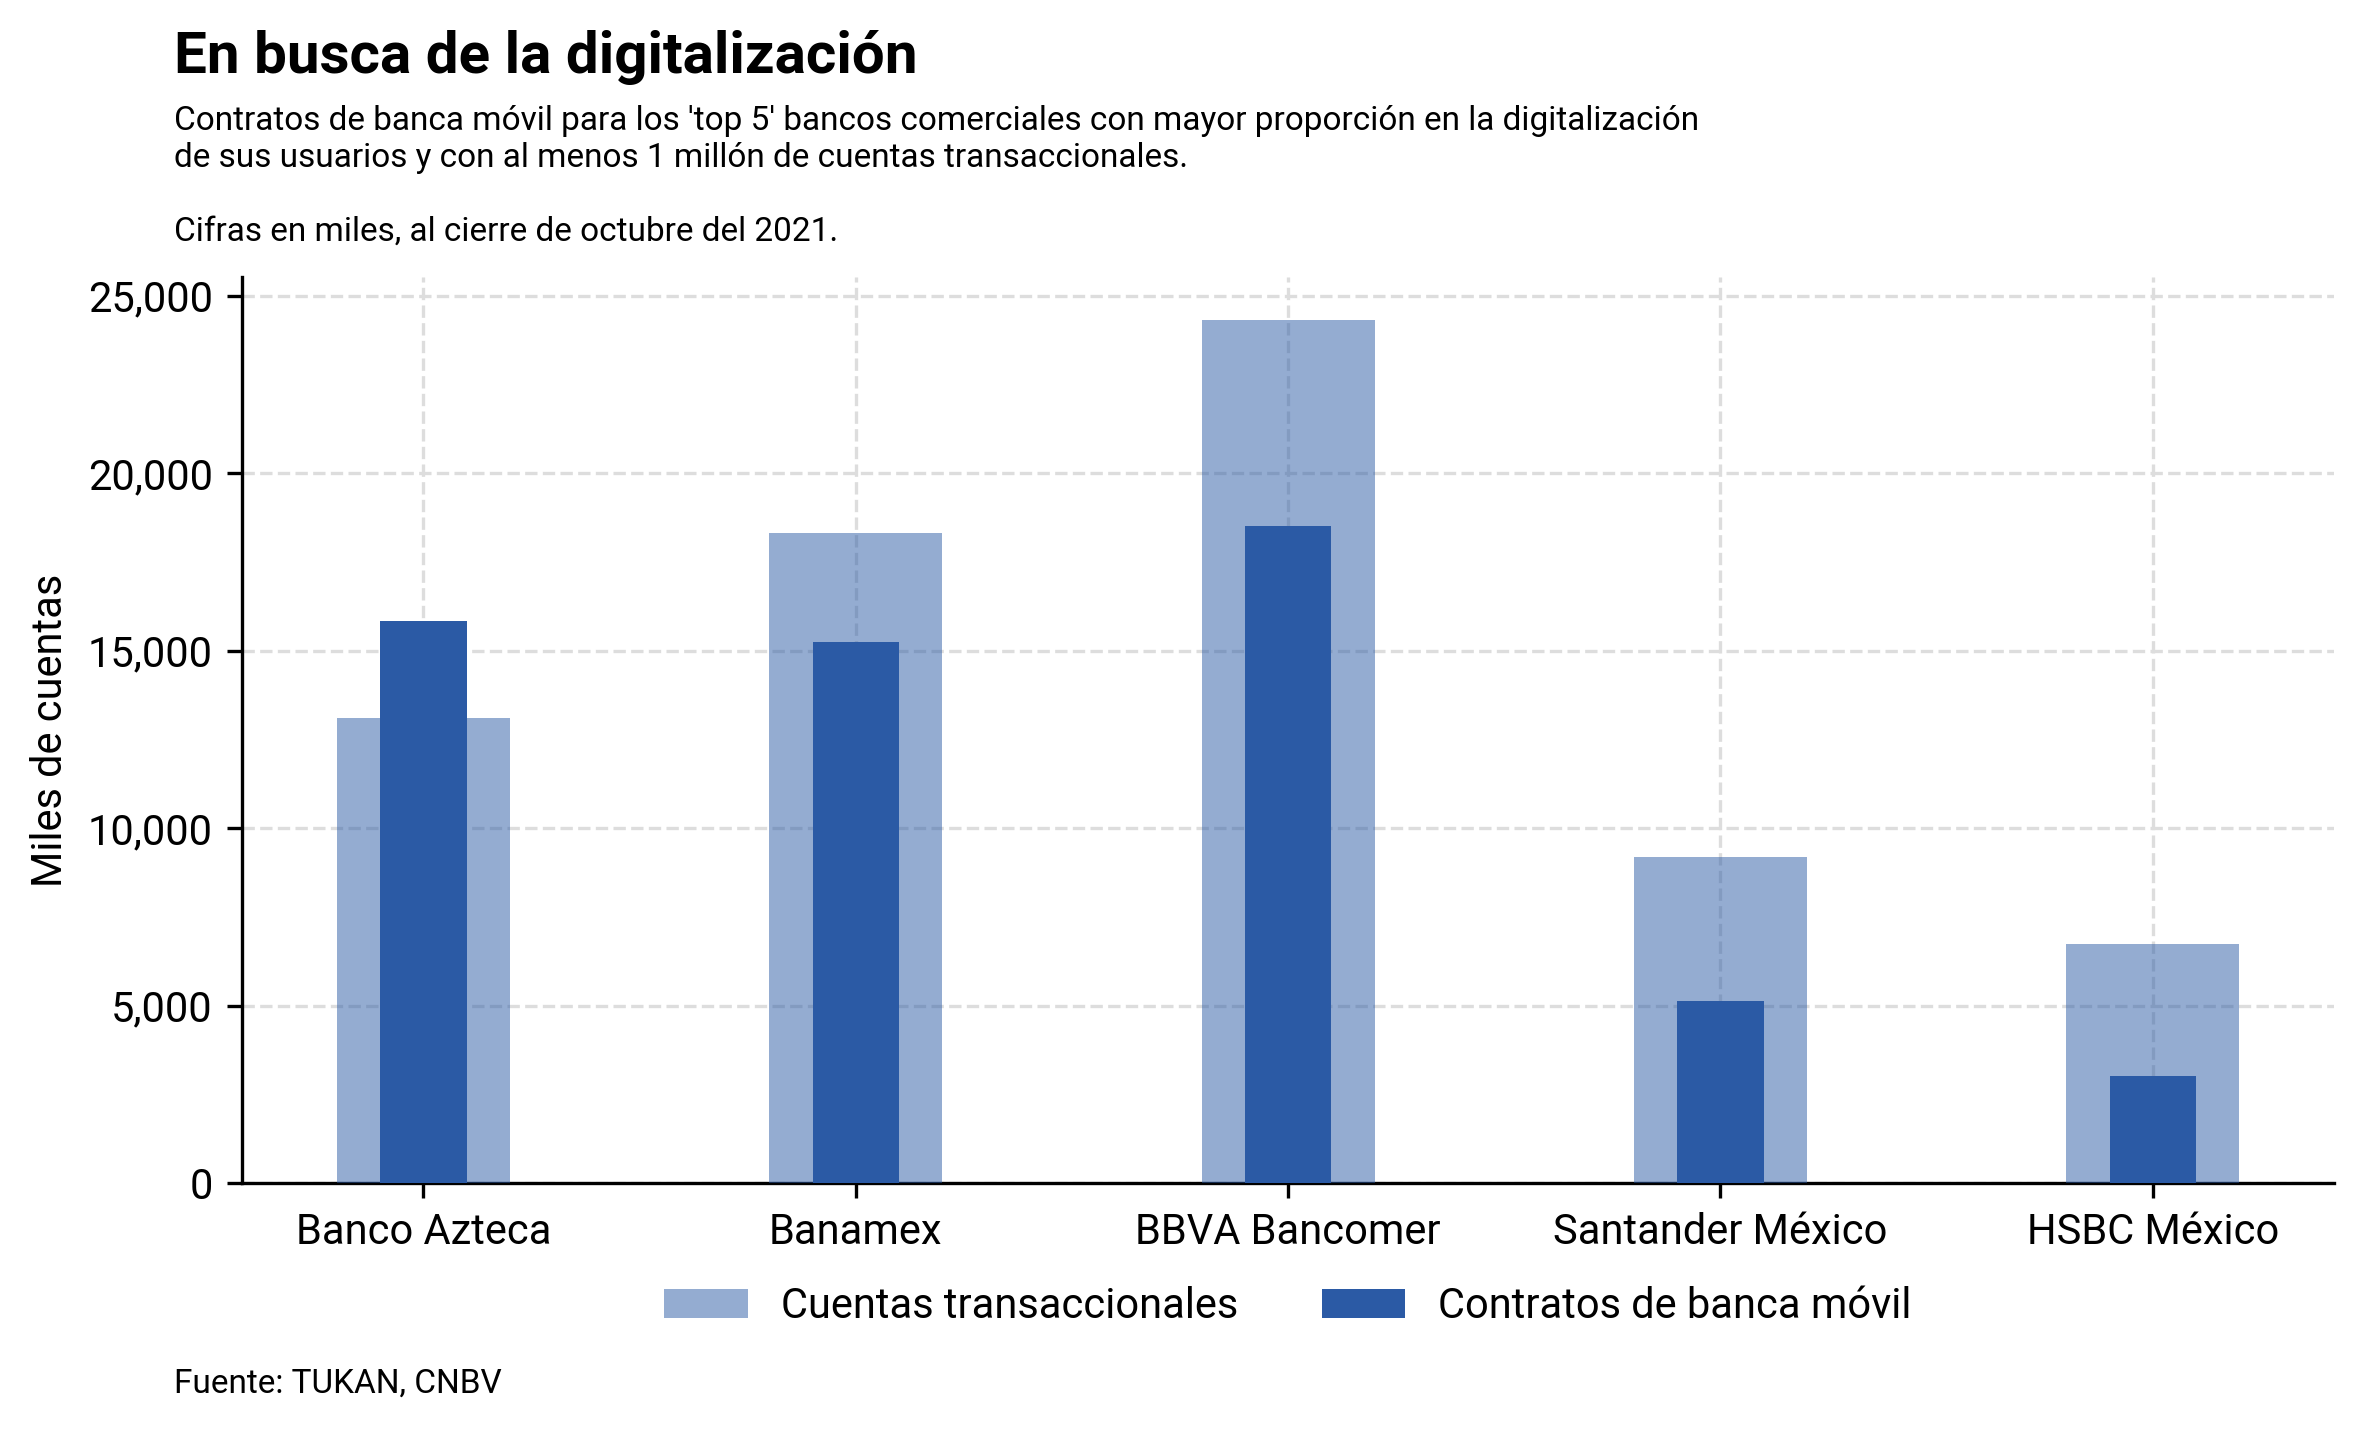 En busca de la digitalización
Contratos de banca móvil para los 'top 5' bancos comerciales con mayor proporción en la digitalización
de sus usuarios y con al menos 1 millón de cuentas transaccionales.
Cifras en miles, al cierre de octubre del 2021.
25,000
20,000
15,000
10,000
5,000
0
Miles de cuentas
Banco Azteca
Banamex
BBVA Bancomer
Santander México
HSBC México
Cuentas transaccionales
Contratos de banca móvil
Fuente: TUKAN, CNBV